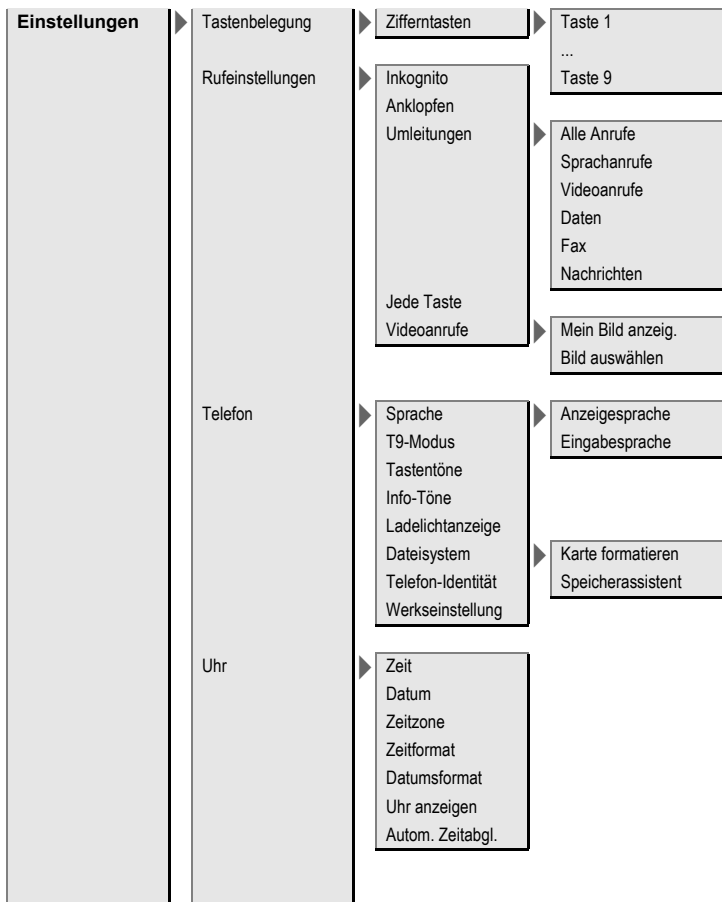 Einstellungen
Tastenbelegung
Zifferntasten
Taste 1
...
Taste 9
Rufeinstellungen
Inkognito
Anklopfen
Umleitungen
Alle Anrufe
Sprachanrufe
Videoanrufe
Daten
Fax
Nachrichten
Jede Taste
Videoanrufe
Mein Bild anzeig.
Bild auswählen
Telefon
Sprache
Anzeigesprache
Eingabesprache
T9-Modus
Tastentöne
Info-Töne
Ladelichtanzeige
Dateisystem
Karte formatieren
Speicherassistent
Telefon-Identität
Werkseinstellung
Uhr
Zeit
Datum
Zeitzone
Zeitformat
Datumsformat
Uhr anzeigen
Autom. Zeitabgl.